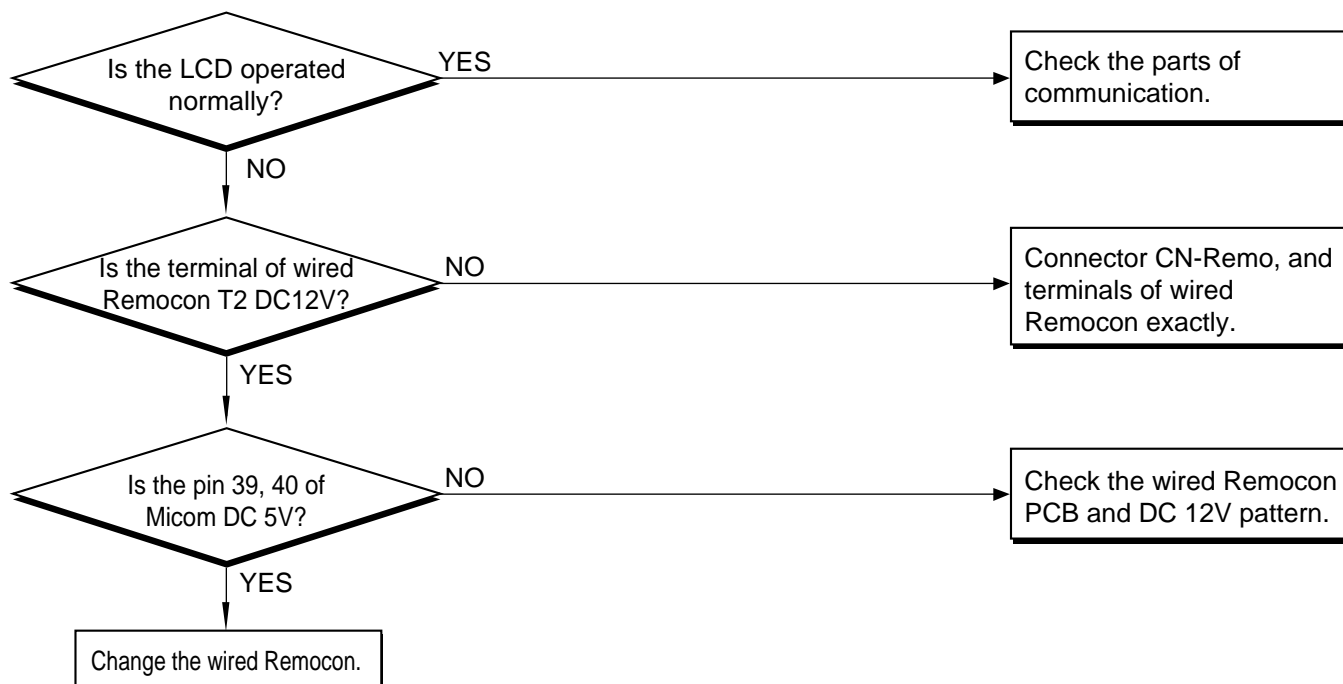 Is the LCD operated
normally?
YES
Check the parts of
communication.
NO
Is the terminal of wired
Remocon T2 DC12V?
NO
Connector CN-Remo, and
terminals of wired
Remocon exactly.
YES
Is the pin 39, 40 of
Micom DC 5V?
NO
Check the wired Remocon
PCB and DC 12V pattern.
YES
Change the wired Remocon.